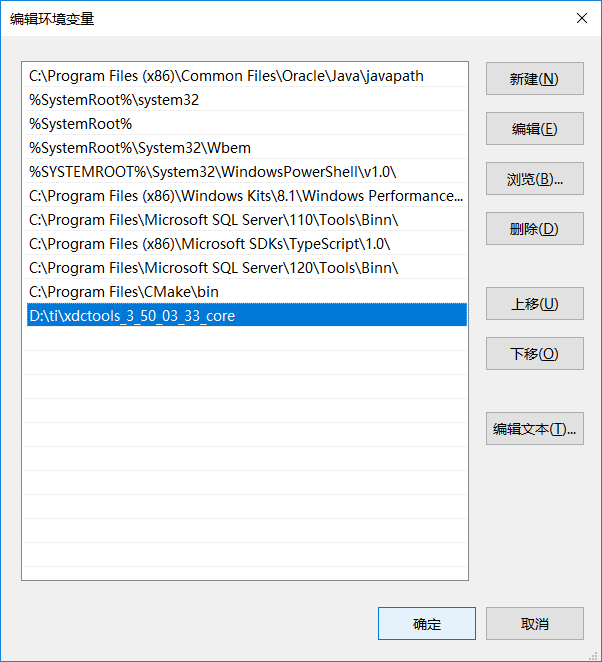 编辑环境变量
C:\Program Files (x86)\Common Files\Oracle\Java\javapath
%SystemRoot%\system32
%SystemRoot%
%SystemRoot%\System32\Wbem
%SYSTEMROOT%\System32\WindowsPowerShell\v1.0\
C:\Program Files (x86)\Windows Kits\8.1\Windows Performance...
C:\Program Files\Microsoft SQL Server\110\Tools\Binn\
C:\Program Files (x86)\Microsoft SDKs\TypeScript\1.0\
C:\Program Files\Microsoft SQL Server\120\Tools\Binn\
C:\Program Files\CMake\bin
D:\ti\xdctools_3_50_03_33_core
新建(N)
编辑(E)
浏览(B)...
删除(D)
上移(U)
下移(O)
编辑文本(T)...
确定
取消